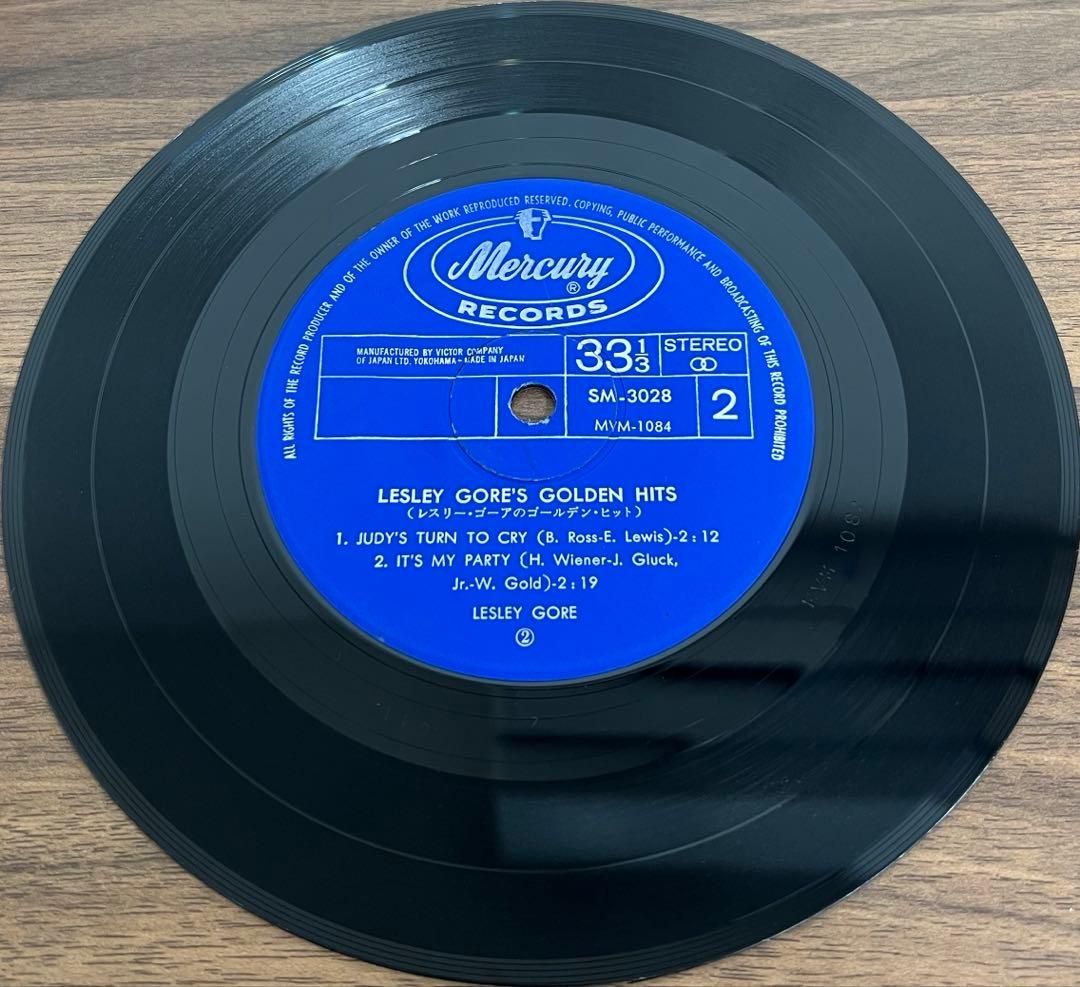 ALL RIGHTS OF THE RECORD PRODUCER AND OF THE OWNER OF THE WORK REPRODUCED RESERVED. COPYING, PUBLIC PERFORMANCE AND BROADCASTING OF THIS RECORD PROHIBITED
Mercury®
RECORDS
MANUFACTURED BY VICTOR COMPANY
OF JAPAN LTD. YOKOHAMA-MADE IN JAPAN
33 1/3
STEREO
SM-3028
MVM-1084
2
LESLEY GORE'S GOLDEN HITS
(レスリー・ゴーアのゴールデン・ヒット)
1. JUDY'S TURN TO CRY (B. Ross-E. Lewis)-2:12
2. IT'S MY PARTY (H. Wiener-J. Gluck,
Jr.-W. Gold)-2:19
LESLEY GORE
②